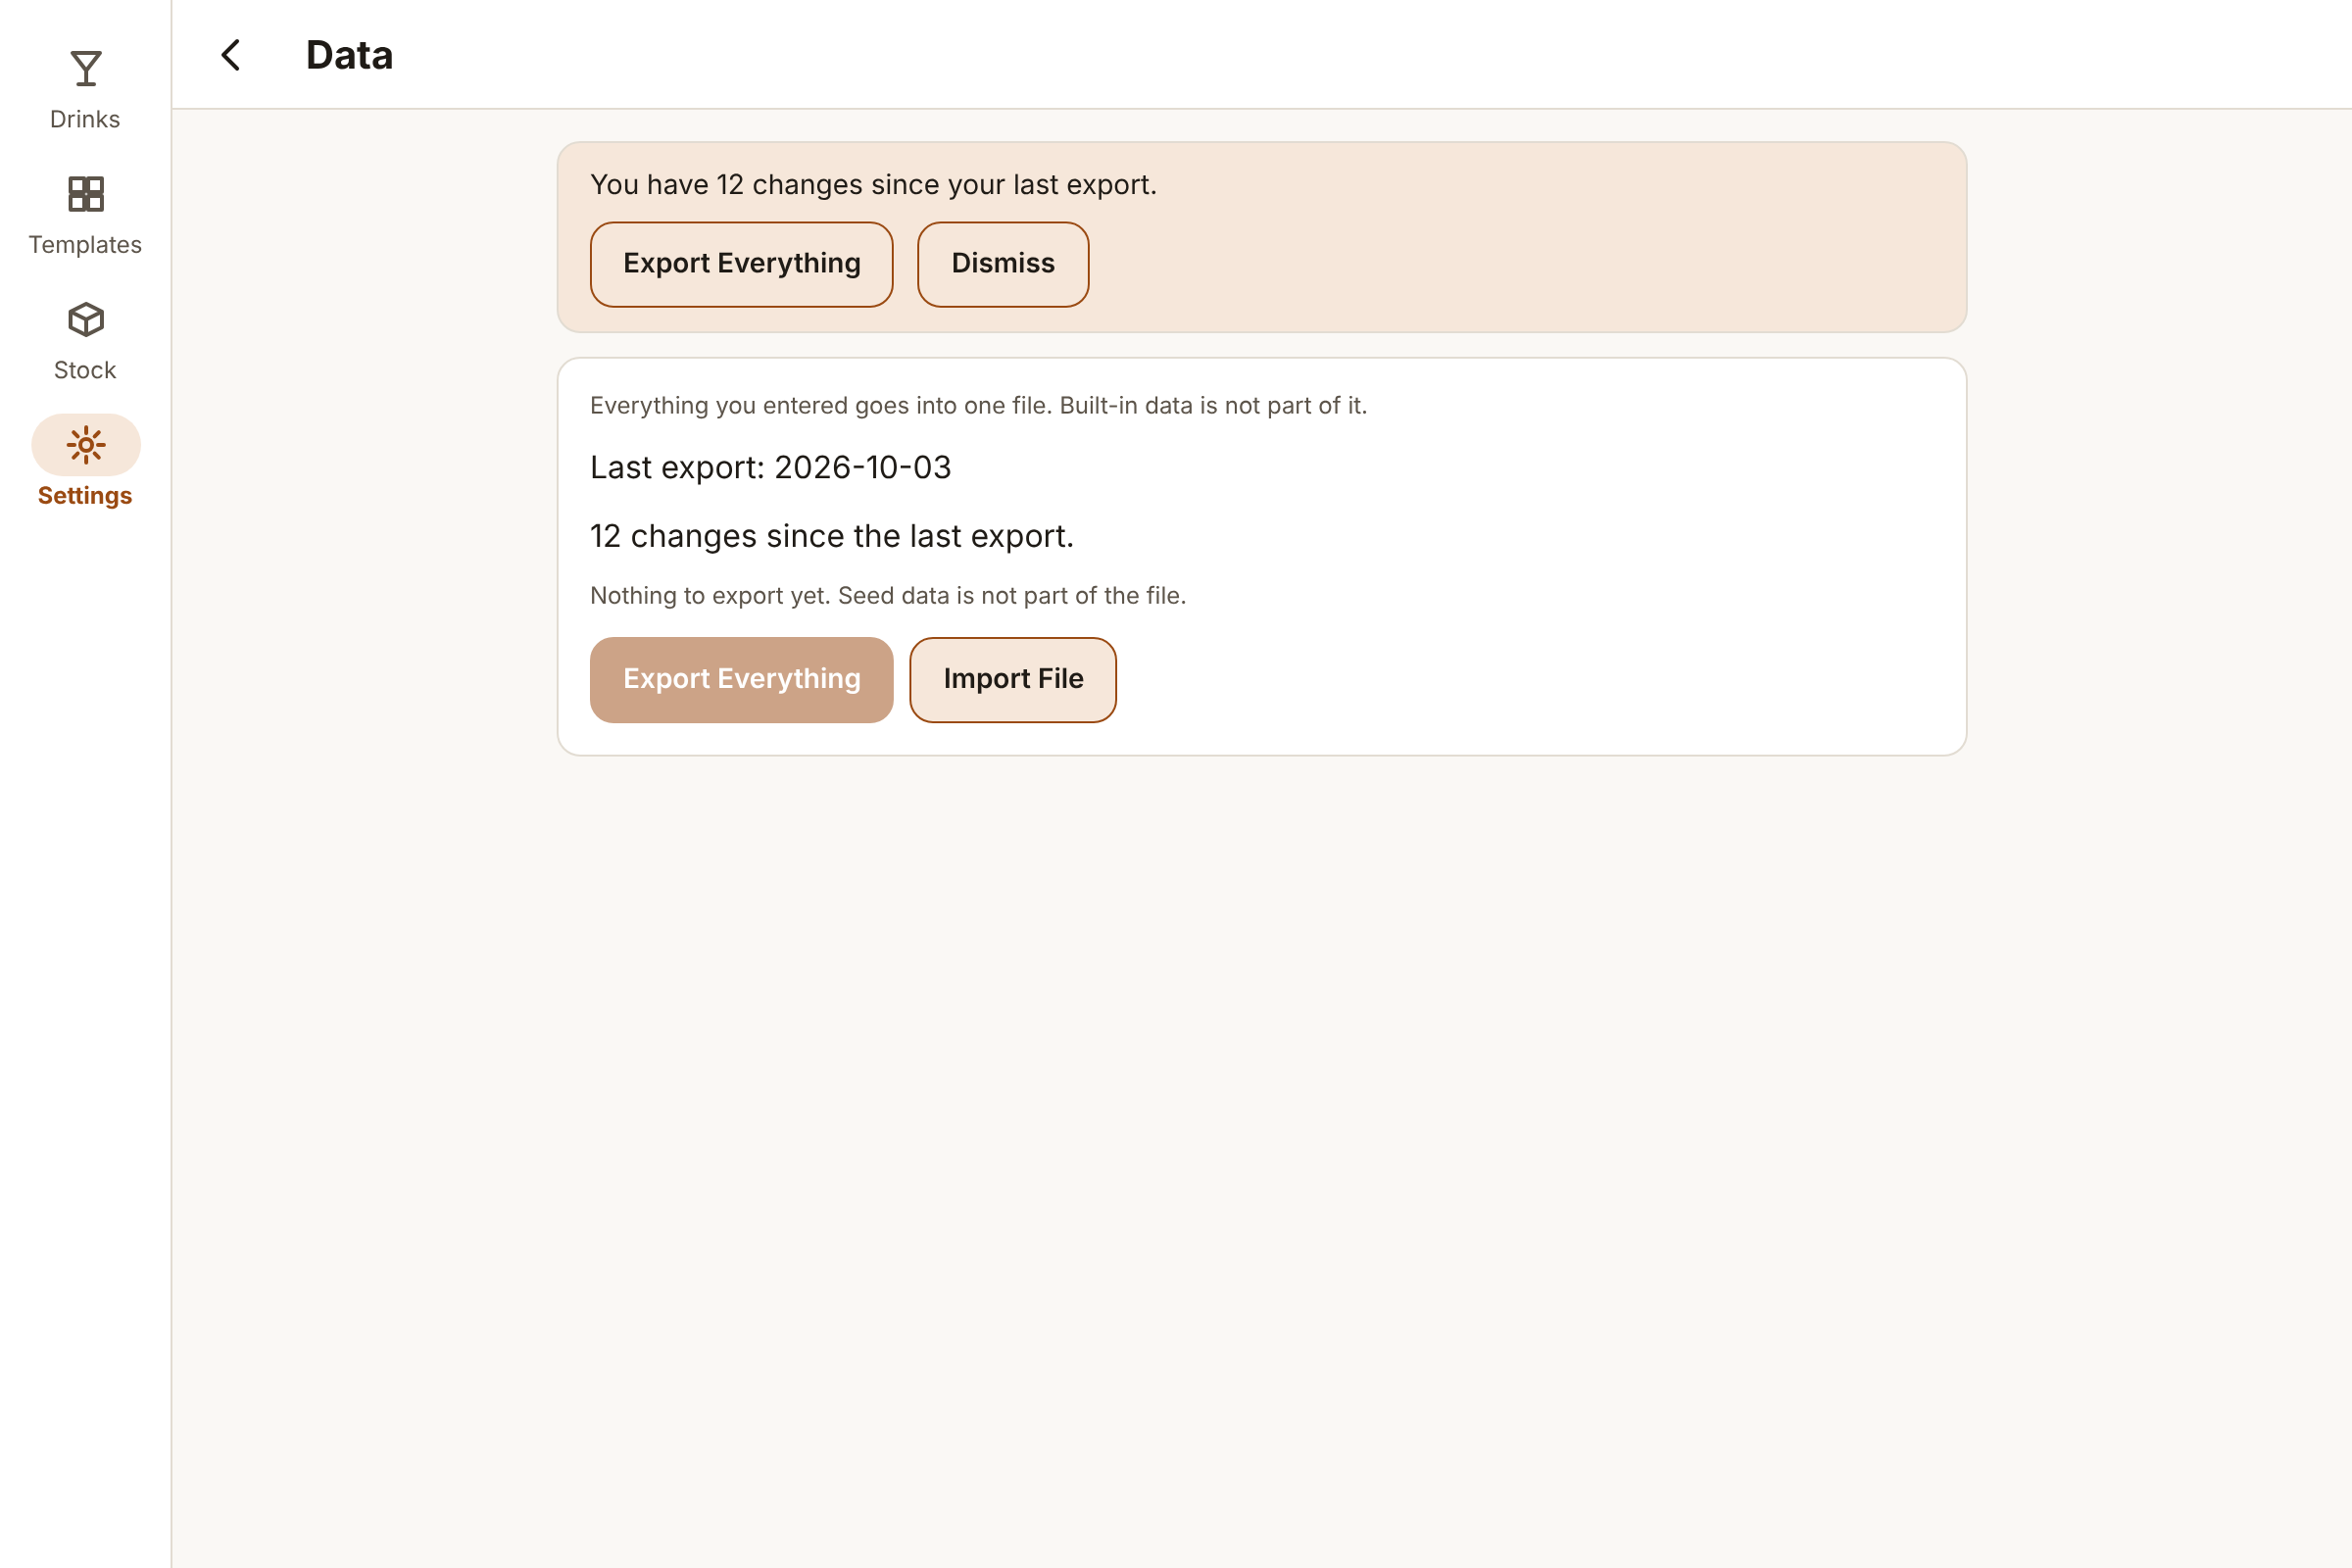 Data
Drinks
Templates
Stock
Settings
You have 12 changes since your last export.
Export Everything
Dismiss
Everything you entered goes into one file. Built-in data is not part of it.
Last export: 2026-10-03
12 changes since the last export.
Nothing to export yet. Seed data is not part of the file.
Export Everything
Import File